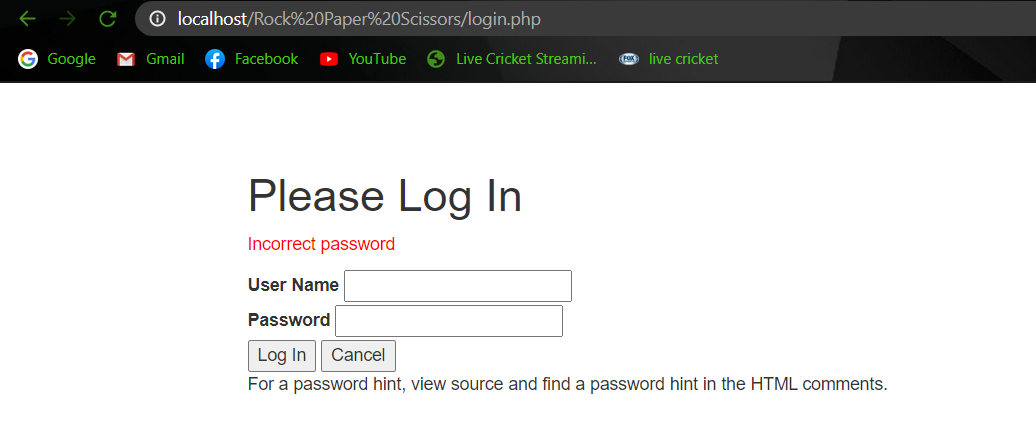 localhost/Rock%20Paper%20Scissors/login.php
Google Gmail Facebook YouTube Live Cricket Streami... FOX live cricket
Please Log In
Incorrect password
User Name
Password
Log In Cancel
For a password hint, view source and find a password hint in the HTML comments.